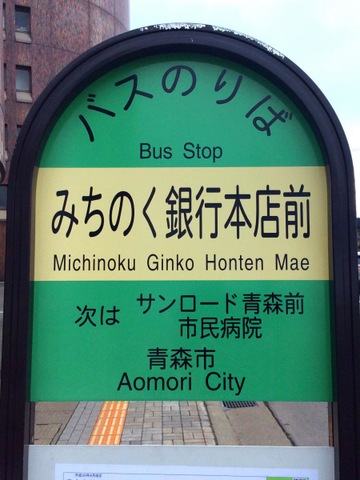 バスのりば
Bus Stop
みちのく銀行本店前
Michinoku Ginko Honten Mae
次は サンロード青森前
市民病院
青森市
Aomori City